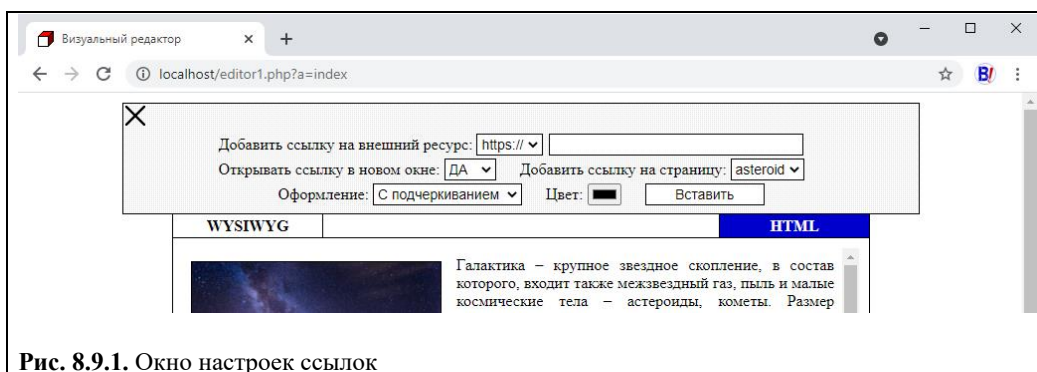 Визуальный редактор
localhost/editor1.php?a=index
B!
Добавить ссылку на внешний ресурс: https://
Открывать ссылку в новом окне: ДА Добавить ссылку на страницу: asteroid
Оформление: С подчеркиванием Цвет: Вставить
WYSIWYG HTML
Галактика – крупное звездное скопление, в состав
которого, входит также межзвездный газ, пыль и малые
космические тела – астероиды, кометы. Размер
Рис. 8.9.1. Окно настроек ссылок